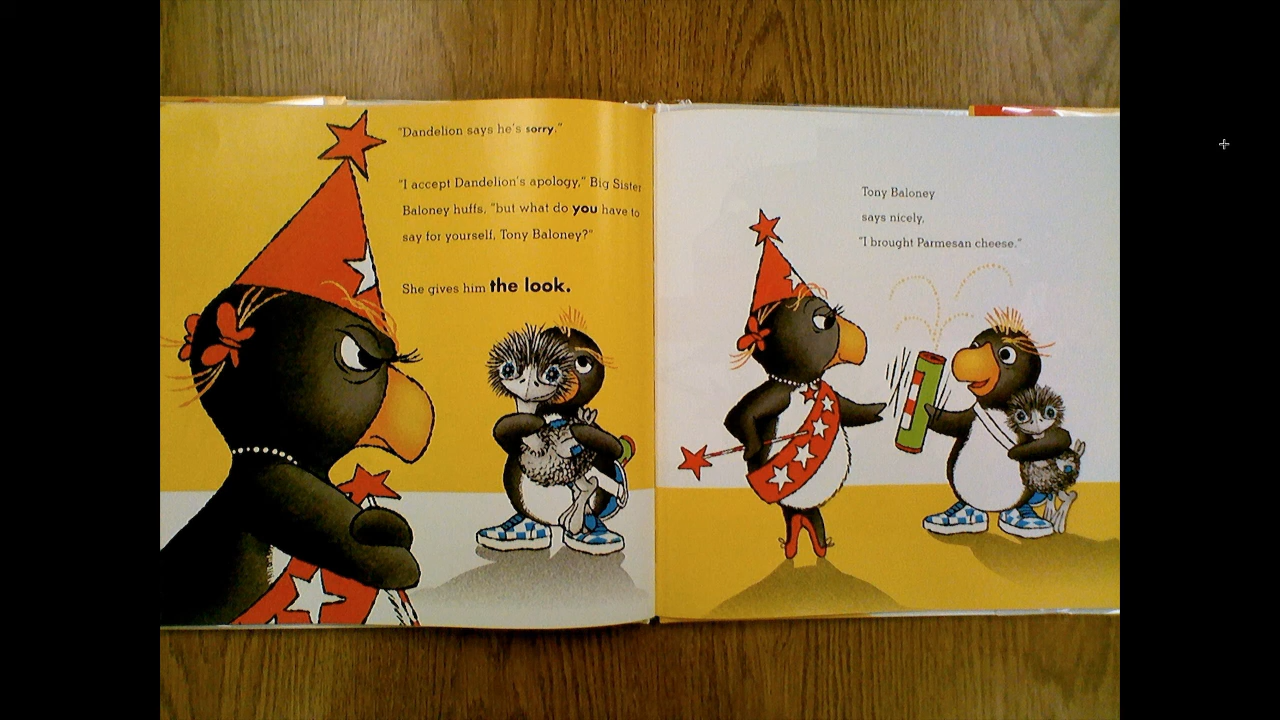 "Dandelion says he's sorry."
"I accept Dandelion's apology," Big Sister
Baloney huffs, "but what do you have to
say for yourself, Tony Baloney?"
She gives him the look.
Tony Baloney
says nicely,
"I brought Parmesan cheese."